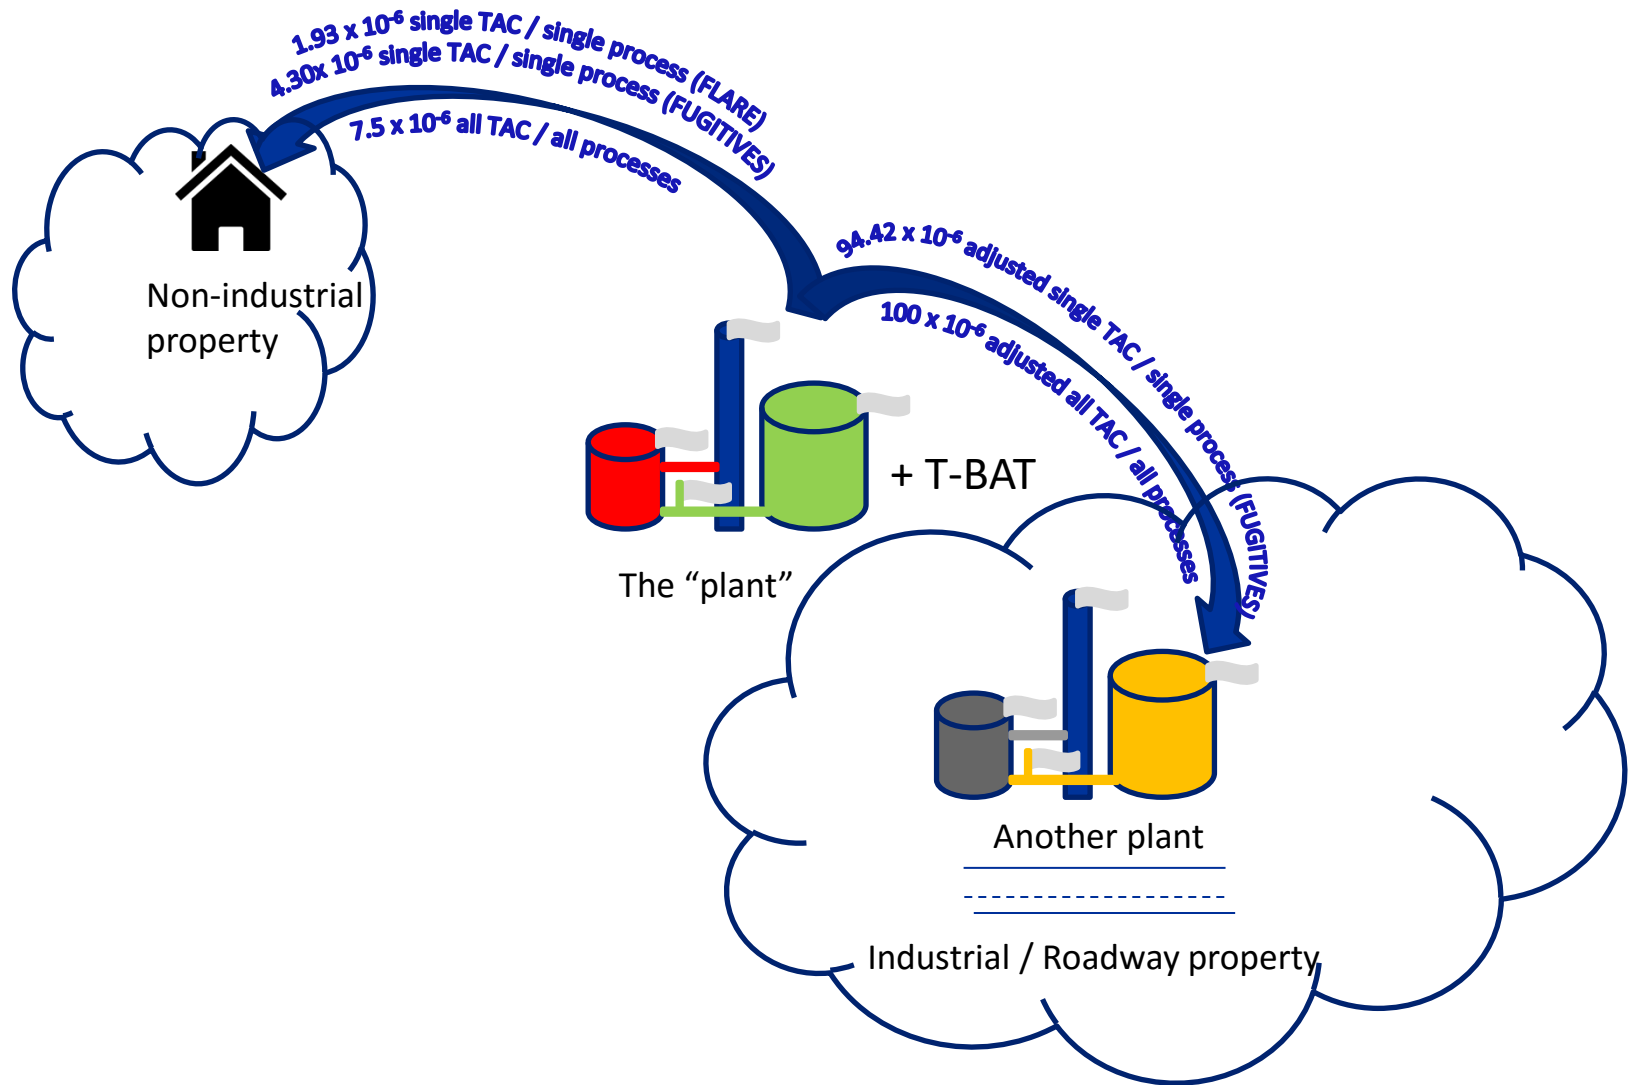 1.93 x 10⁻⁶ single TAC / single process (FLARE)
4.30x 10⁻⁶ single TAC / single process (FUGITIVES)
7.5 x 10⁻⁶ all TAC / all processes
94.42 x 10⁻⁶ adjusted single TAC / single process (FUGITIVES)
100 x 10⁻⁶ adjusted all TAC / all processes
Non-industrial
property
+ T-BAT
The “plant”
Another plant
Industrial / Roadway property